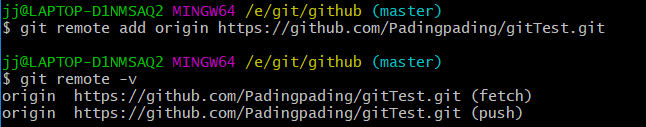 jj@LAPTOP-D1NMSAQ2 MINGW64 /e/git/github (master)
$ git remote add origin https://github.com/Padingpading/gitTest.git
jj@LAPTOP-D1NMSAQ2 MINGW64 /e/git/github (master)
$ git remote -v
origin  https://github.com/Padingpading/gitTest.git (fetch)
origin  https://github.com/Padingpading/gitTest.git (push)